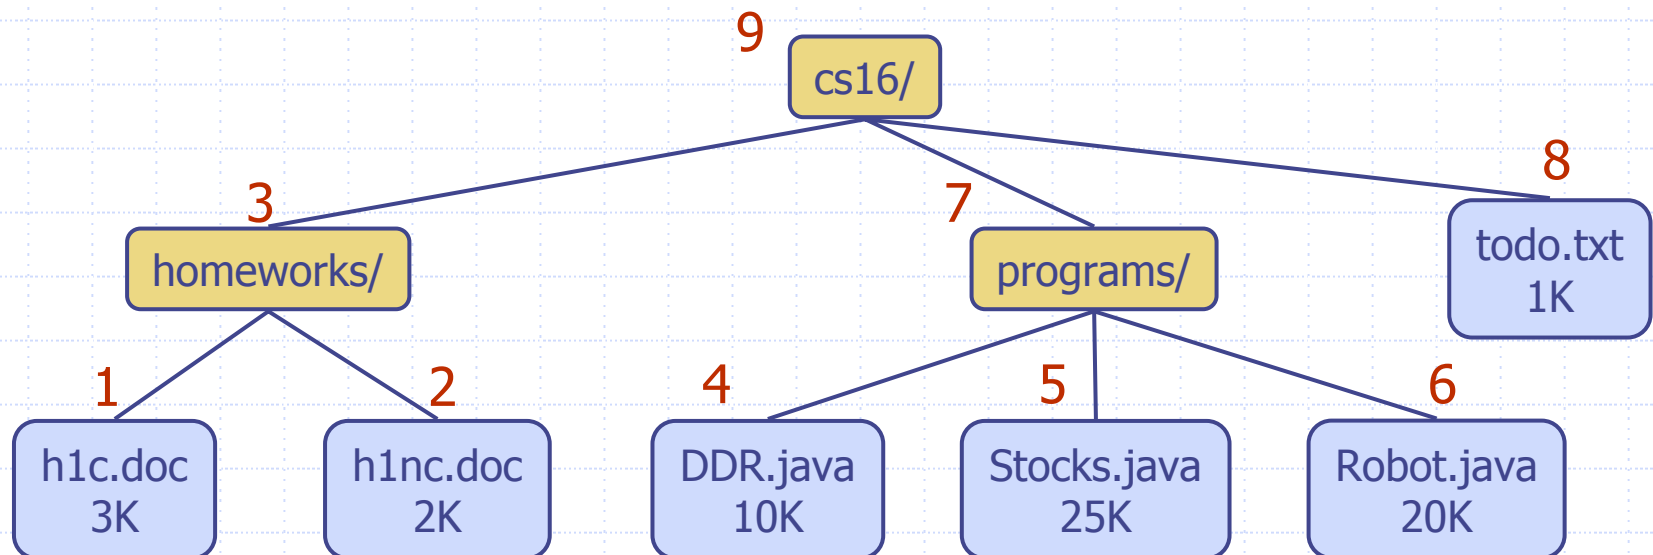 9
cs16/
8
3
7
todo.txt
1K
homeworks/
programs/
1
2
4
5
6
h1c.doc
3K
h1nc.doc
2K
DDR.java
10K
Stocks.java
25K
Robot.java
20K